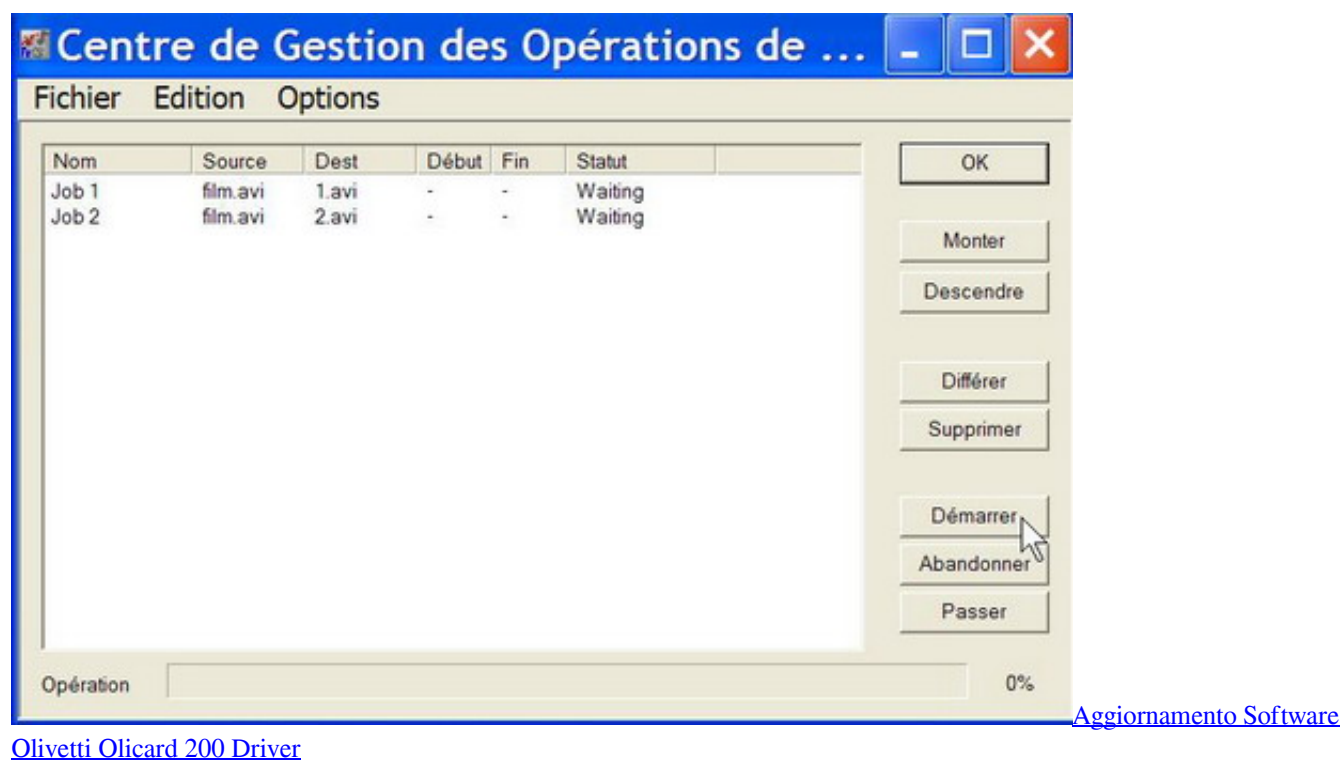 Centre de Gestion des Opérations de ...
Fichier Edition Options
Nom Source Dest Début Fin Statut
Job 1 film.avi 1.avi - - Waiting
Job 2 film.avi 2.avi - - Waiting
OK
Monter
Descendre
Différer
Supprimer
Démarrer
Abandonner
Passer
Opération 0%
Aggiornamento Software
Olivetti Olicard 200 Driver